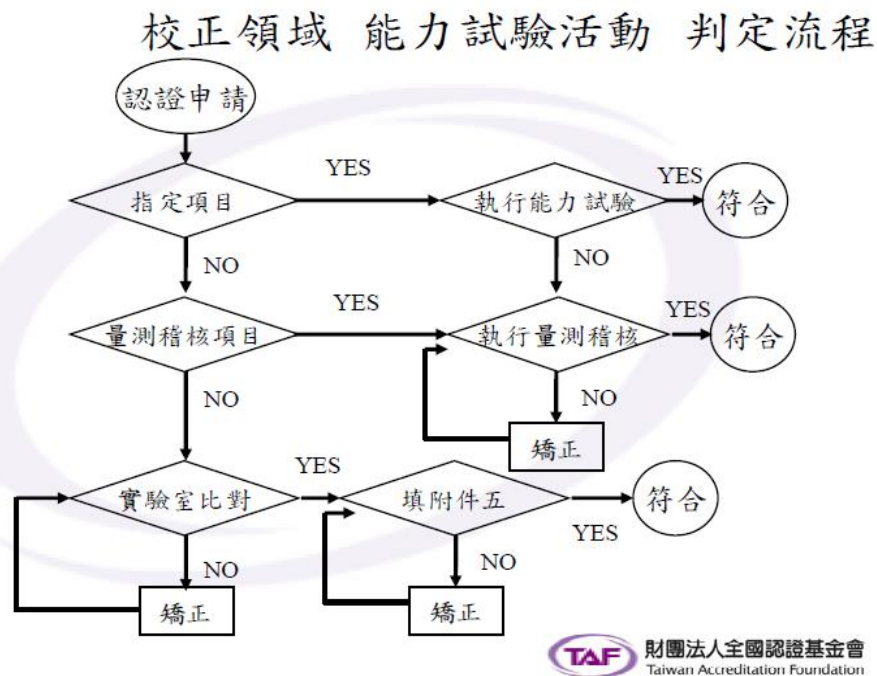 校正領域 能力試驗活動 判定流程
認證申請
YES
YES
指定項目
執行能力試驗
符合
NO
NO
YES
YES
量測稽核項目
執行量測稽核
符合
NO
NO
矯正
YES
實驗室比對
填附件五
符合
YES
NO
NO
矯正
矯正
TAF
財團法人全國認證基金會
Taiwan Accreditation Foundation